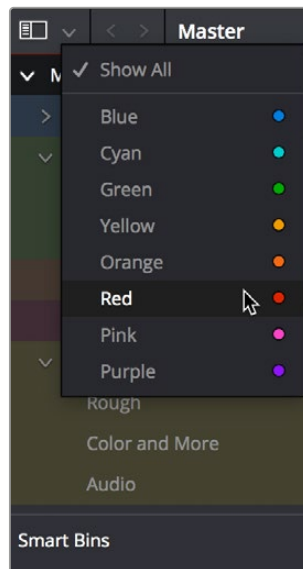 Master
M
Show All
Blue
Cyan
Green
Yellow
Orange
Red
Pink
Purple
Rough
Color and More
Audio
Smart Bins